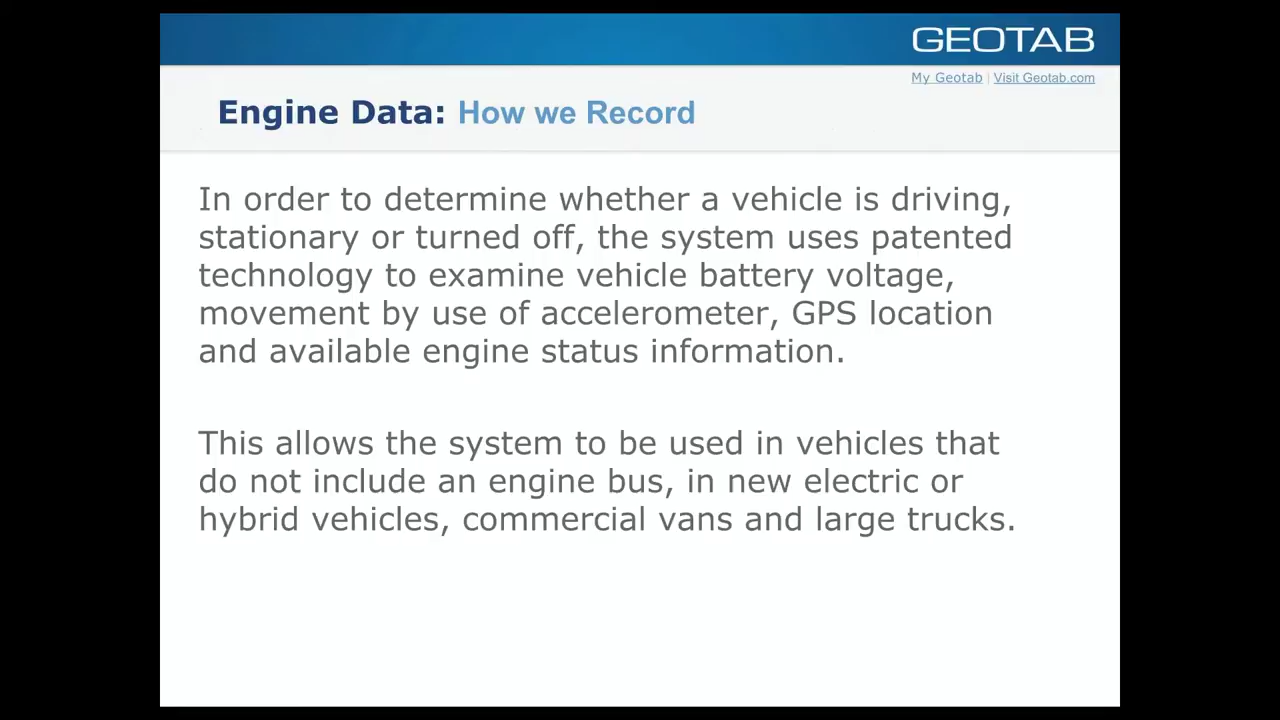 GEOTAB
My Geotab | Visit Geotab.com
Engine Data: How we Record
In order to determine whether a vehicle is driving,
stationary or turned off, the system uses patented
technology to examine vehicle battery voltage,
movement by use of accelerometer, GPS location
and available engine status information.
This allows the system to be used in vehicles that
do not include an engine bus, in new electric or
hybrid vehicles, commercial vans and large trucks.